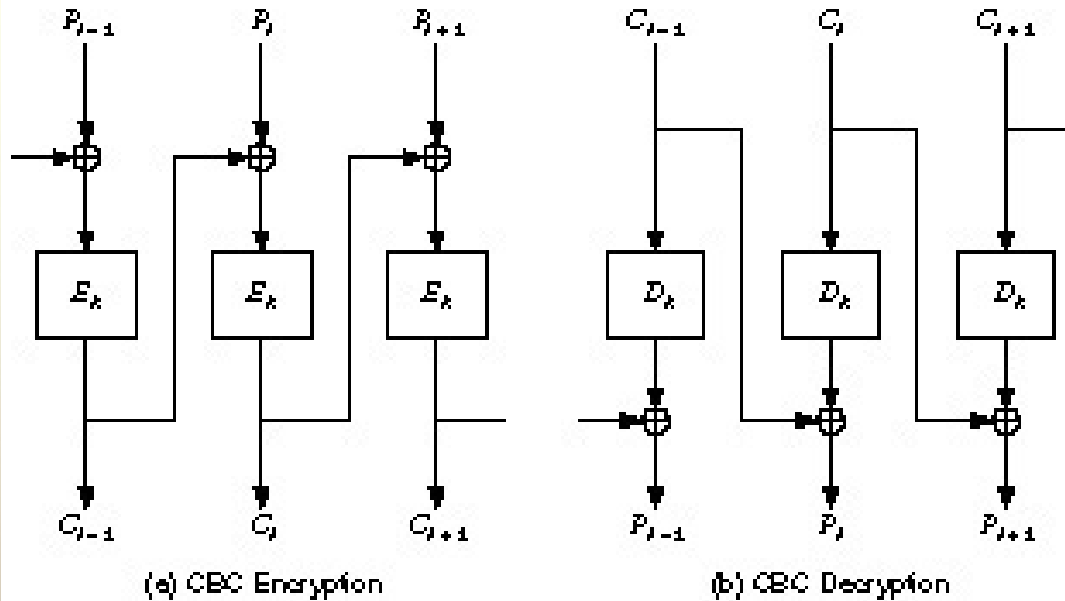 P_{i-1} P_i P_{i+1}
E_k E_k E_k
C_{i-1} C_i C_{i+1}
(a) CBC Encryption
C_{i-1} C_i C_{i+1}
D_k D_k D_k
P_{i-1} P_i P_{i+1}
(b) CBC Decryption